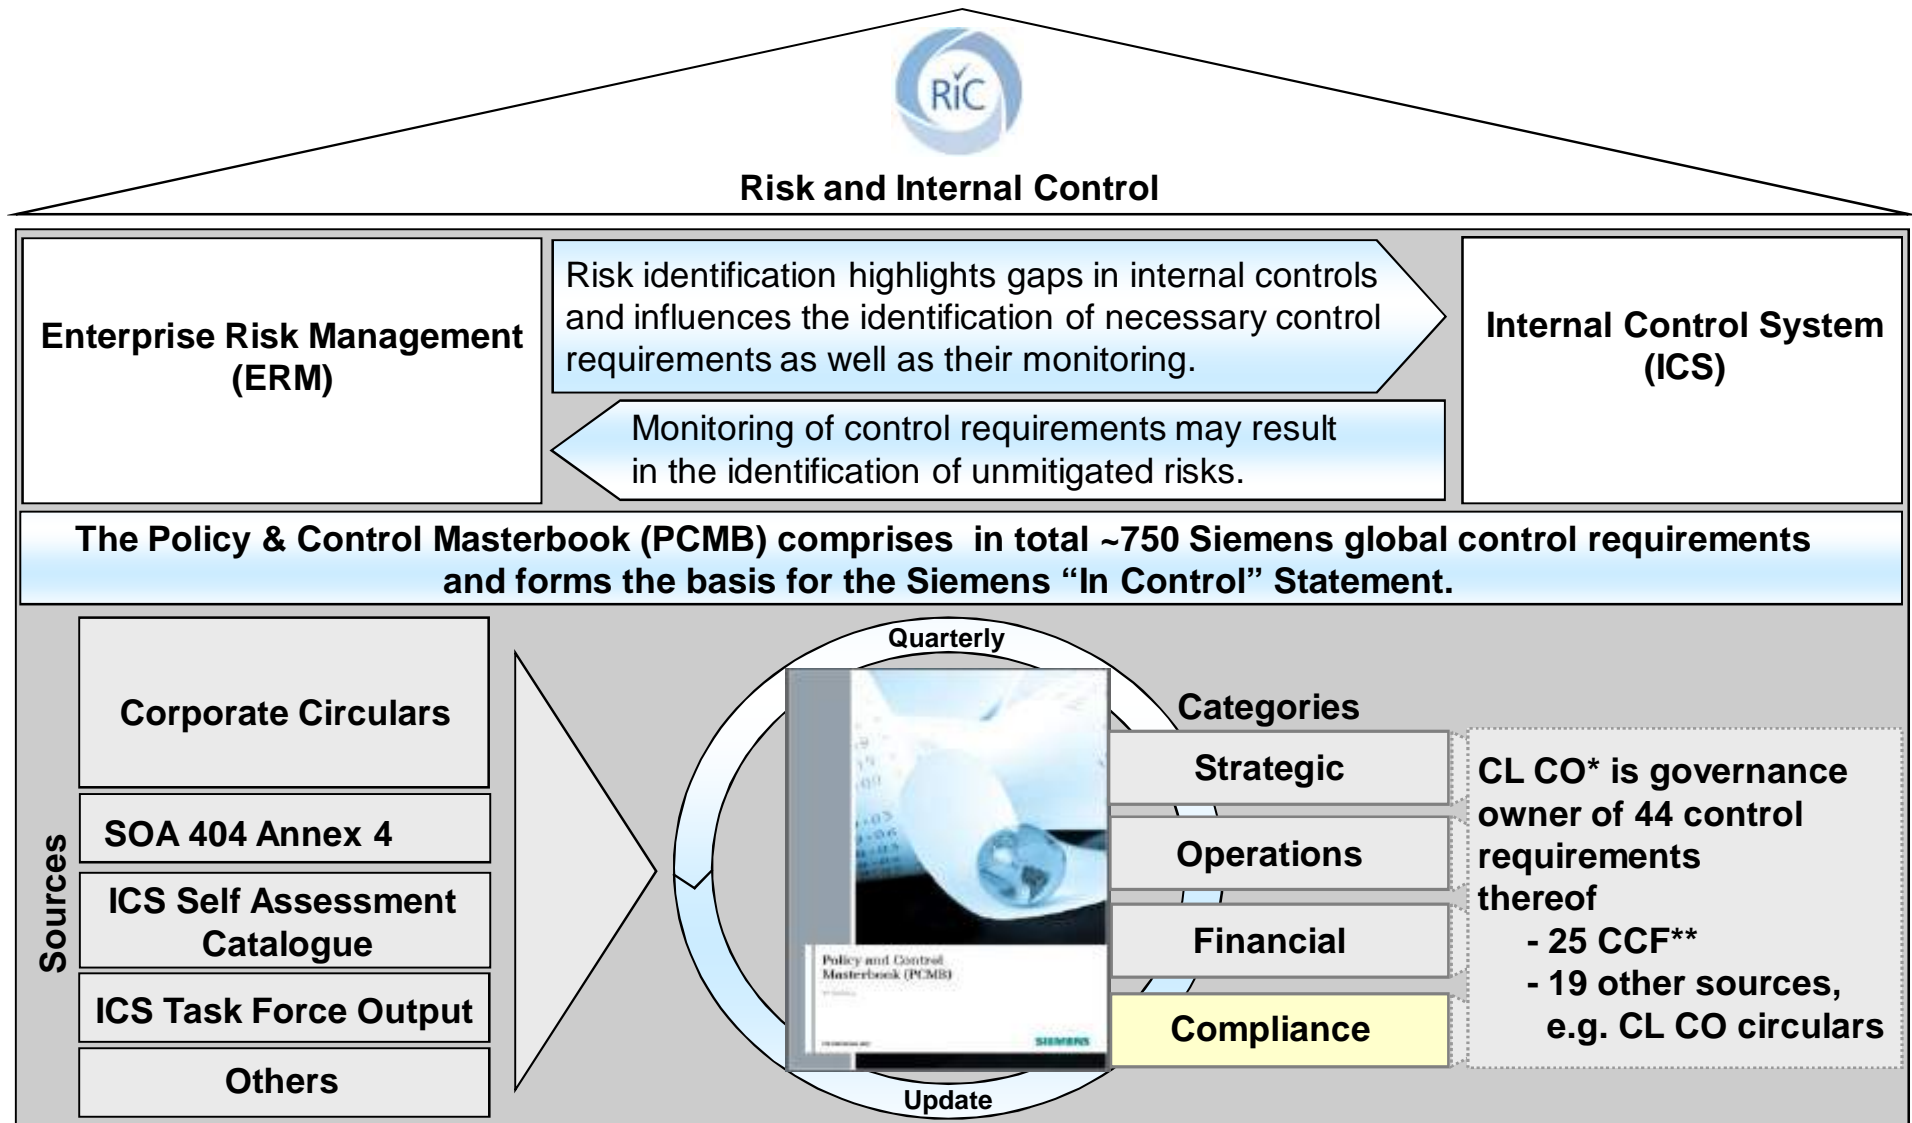 RiC
Risk and Internal Control
Enterprise Risk Management
(ERM)
Risk identification highlights gaps in internal controls
and influences the identification of necessary control
requirements as well as their monitoring.
Monitoring of control requirements may result
in the identification of unmitigated risks.
Internal Control System
(ICS)
The Policy & Control Masterbook (PCMB) comprises in total ~750 Siemens global control requirements
and forms the basis for the Siemens “In Control” Statement.
Sources
Corporate Circulars
SOA 404 Annex 4
ICS Self Assessment
Catalogue
ICS Task Force Output
Others
Quarterly
Policy and Control
Masterbook (PCMB)
SIEMENS
Update
Categories
Strategic
Operations
Financial
Compliance
CL CO* is governance
owner of 44 control
requirements
thereof
- 25 CCF**
- 19 other sources,
e.g. CL CO circulars